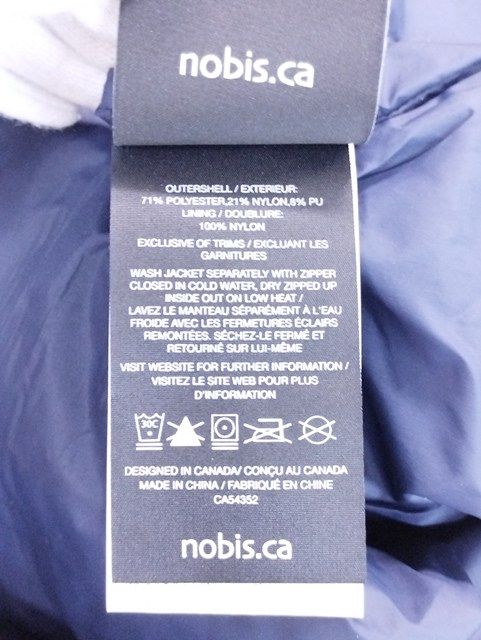 nobis.ca
OUTERSHELL / EXTERIEUR:
71% POLYESTER,21% NYLON,8% PU
LINING / DOUBLURE:
100% NYLON
EXCLUSIVE OF TRIMS / EXCLUANT LES
GARNITURES
WASH JACKET SEPARATELY WITH ZIPPER
CLOSED IN COLD WATER, DRY ZIPPED UP
INSIDE OUT ON LOW HEAT /
LAVEZ LE MANTEAU SÉPARÉMENT À L'EAU
FROIDE AVEC LES FERMETURES ÉCLAIRS
REMONTÉES. SÉCHEZ-LE FERMÉ ET
RETOURNÉ SUR LUI-MÊME
VISIT WEBSITE FOR FURTHER INFORMATION /
VISITEZ LE SITE WEB POUR PLUS
D'INFORMATION
30C
DESIGNED IN CANADA/ CONÇU AU CANADA
MADE IN CHINA / FABRIQUÉ EN CHINE
CA54352
nobis.ca